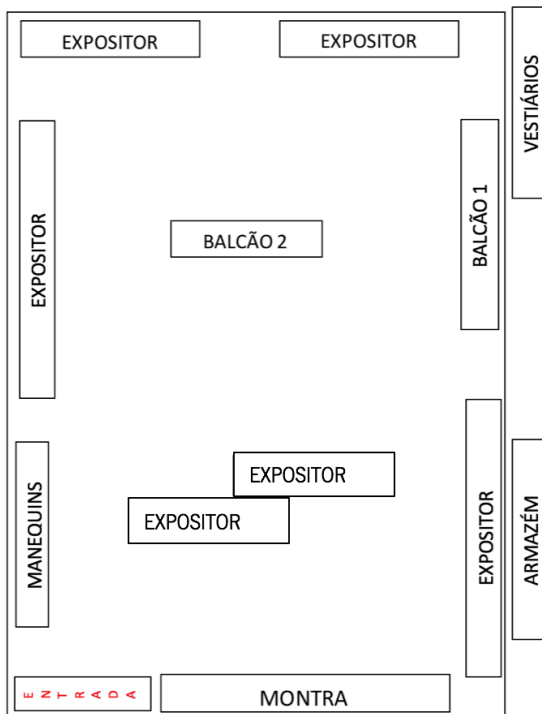 EXPOSITOR
EXPOSITOR
VESTIÁRIOS
EXPOSITOR
BALCÃO 1
BALCÃO 2
EXPOSITOR
EXPOSITOR
MANEQUINS
EXPOSITOR
ARMAZÉM
ENTRADA
MONTRA